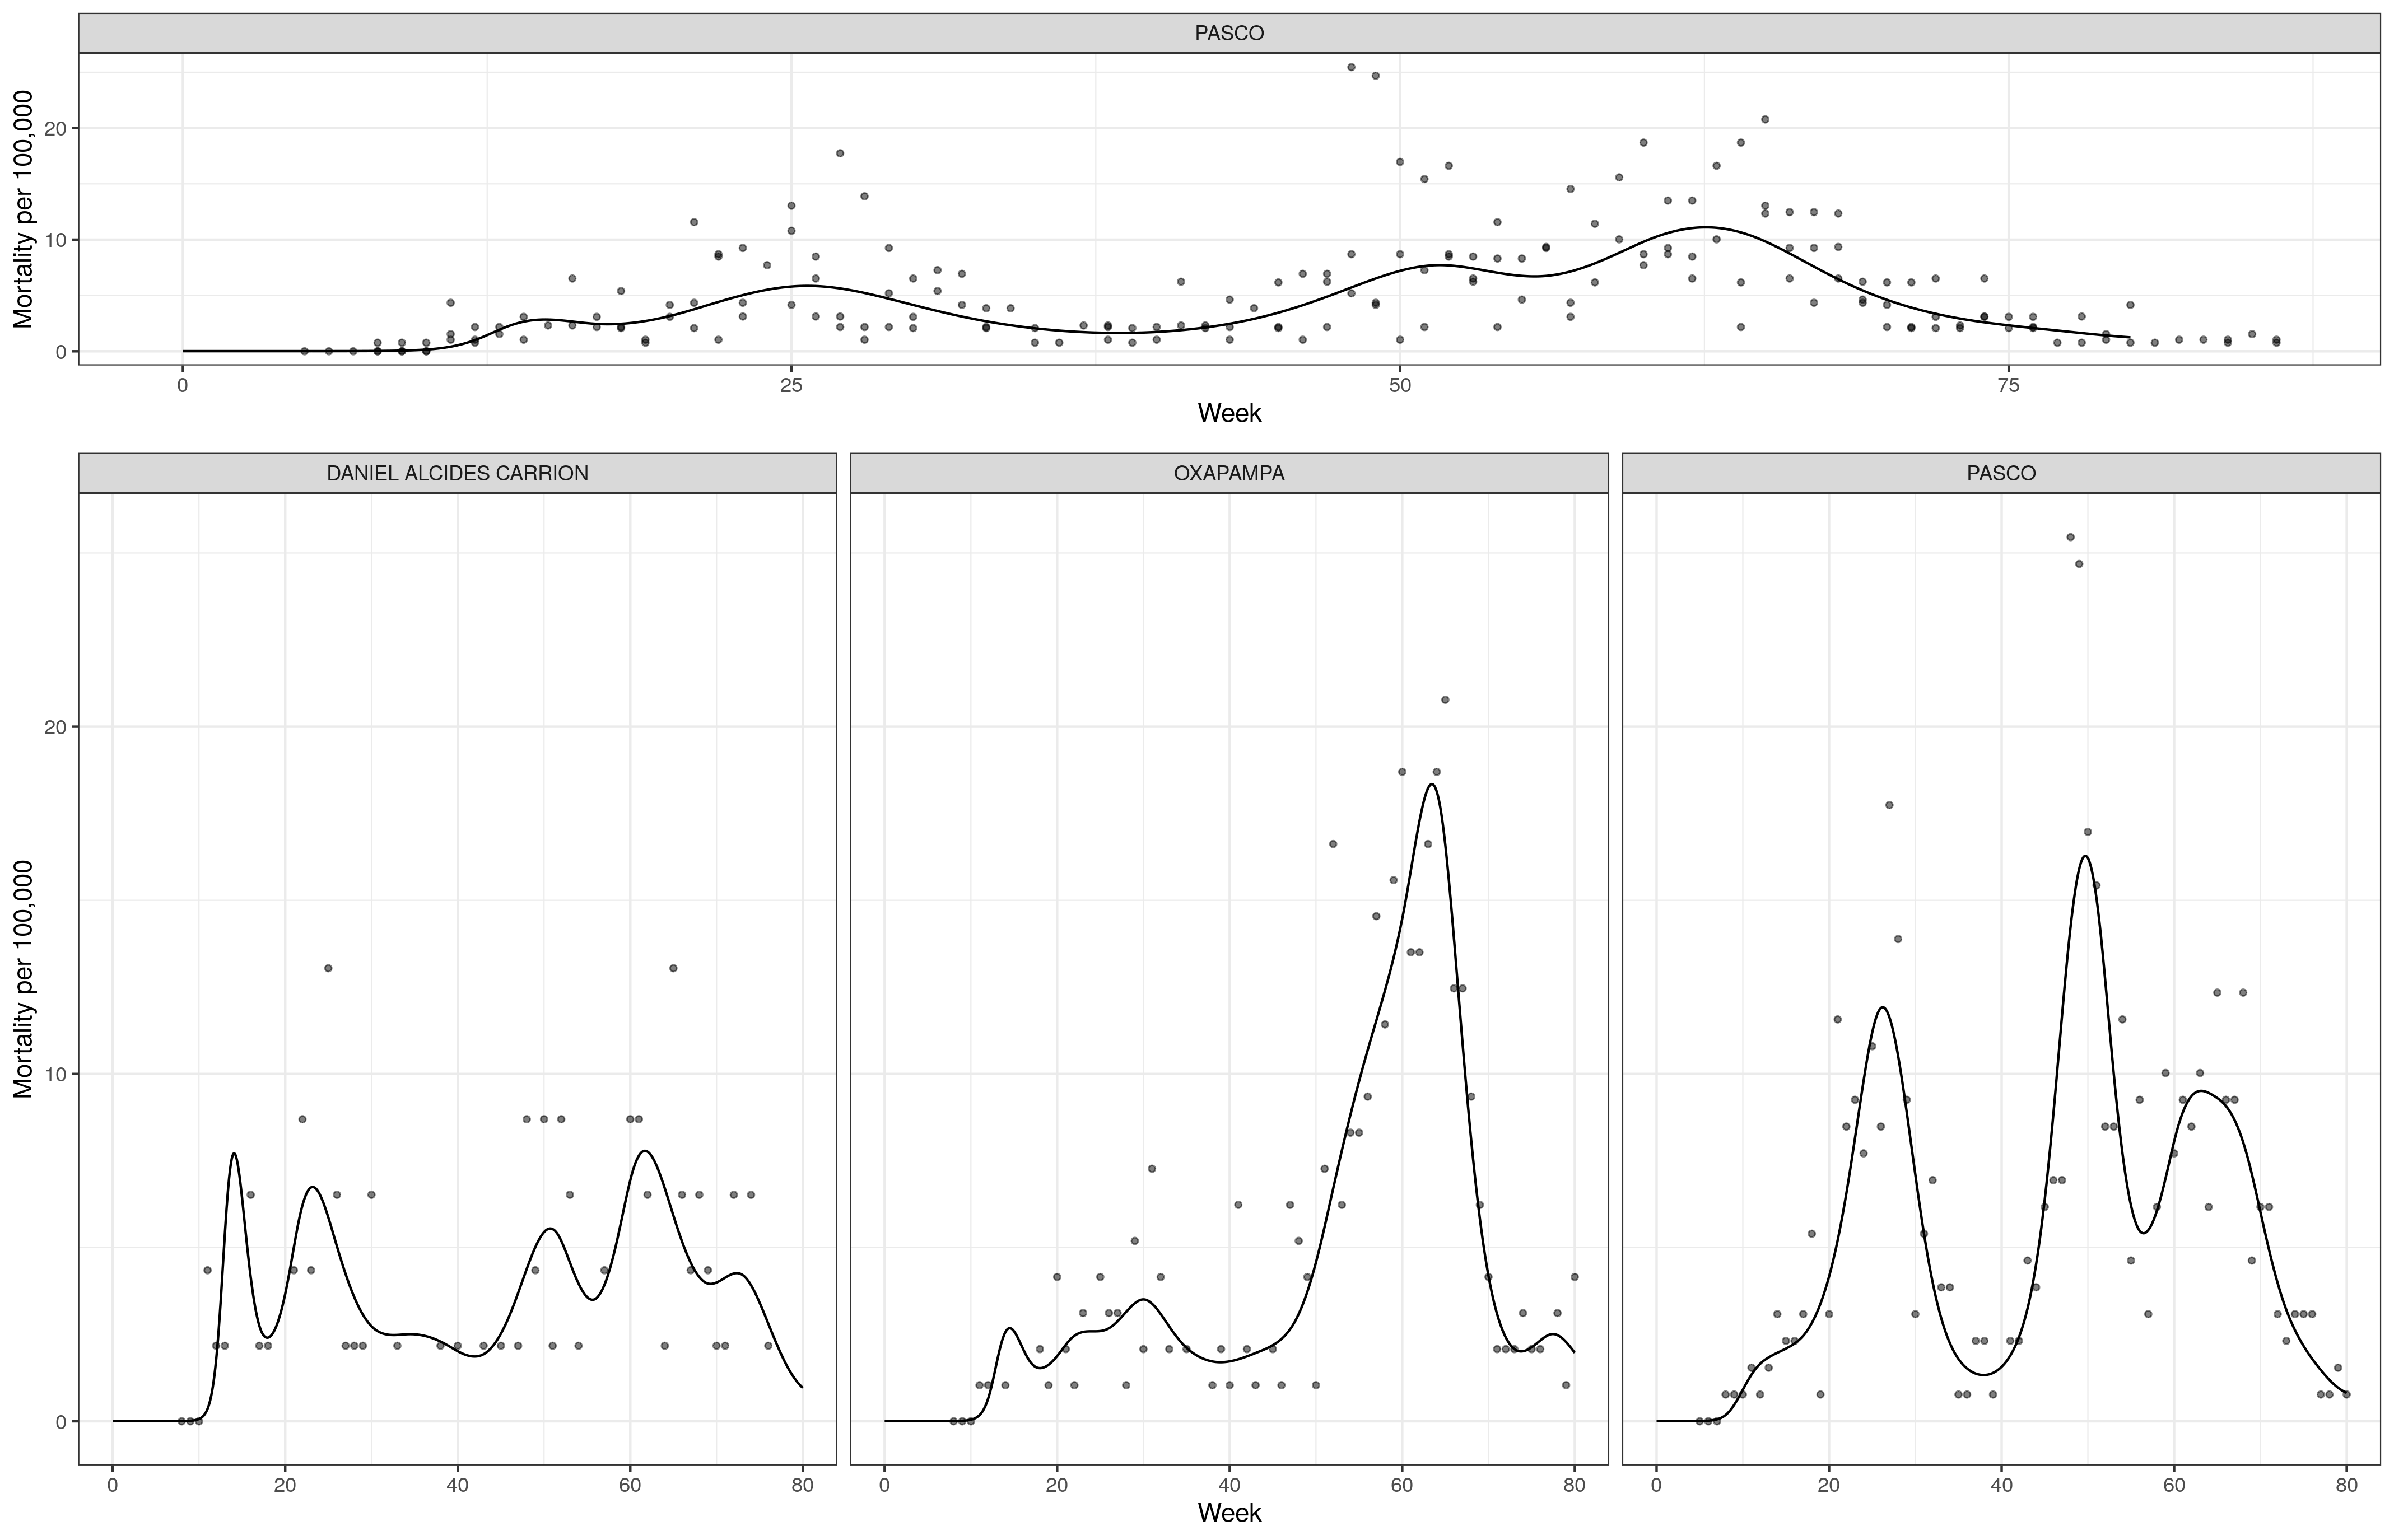 PASCO
Mortality per 100,000
20
10
0
0 25 50 75
Week
DANIEL ALCIDES CARRION OXAPAMPA PASCO
Mortality per 100,000
20
10
0
0 20 40 60 80 0 20 40 60 80 0 20 40 60 80
Week